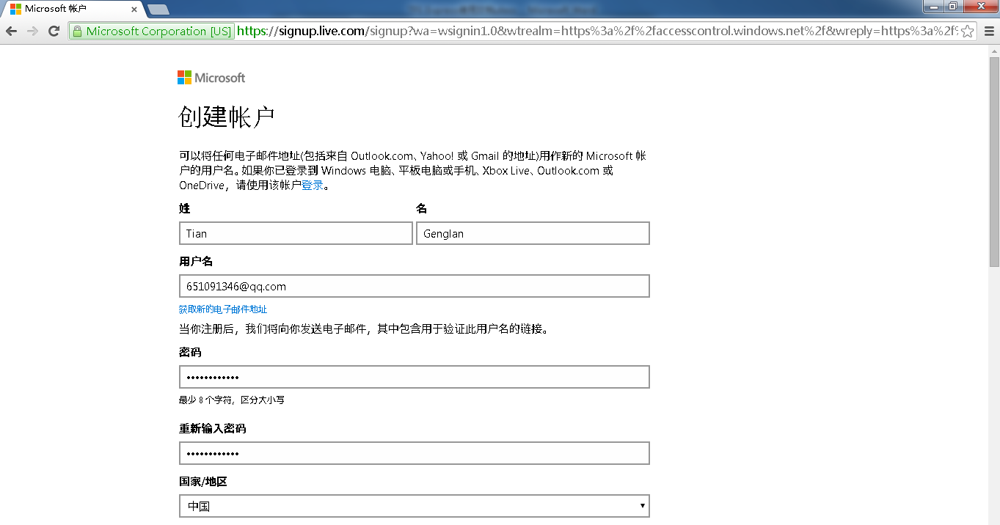 Microsoft 帐户
Microsoft Corporation [US] https://signup.live.com/signup?wa=wsignin1.0&wtrealm=https%3a%2f%2faccesscontrol.windows.net%2f&wreply=https%3a%2f%
Microsoft
创建帐户
可以将任何电子邮件地址(包括来自 Outlook.com、Yahoo! 或 Gmail 的地址)用作新的 Microsoft 帐
户的用户名。如果你已登录到 Windows 电脑、平板电脑或手机、Xbox Live、Outlook.com 或
OneDrive，请使用该帐户登录。
姓 名
Tian Genglan
用户名
651091346@qq.com
获取新的电子邮件地址
当你注册后，我们将向你发送电子邮件，其中包含用于验证此用户名的链接。
密码
••••••••••••
最少 8 个字符，区分大小写
重新输入密码
••••••••••••
国家/地区
中国